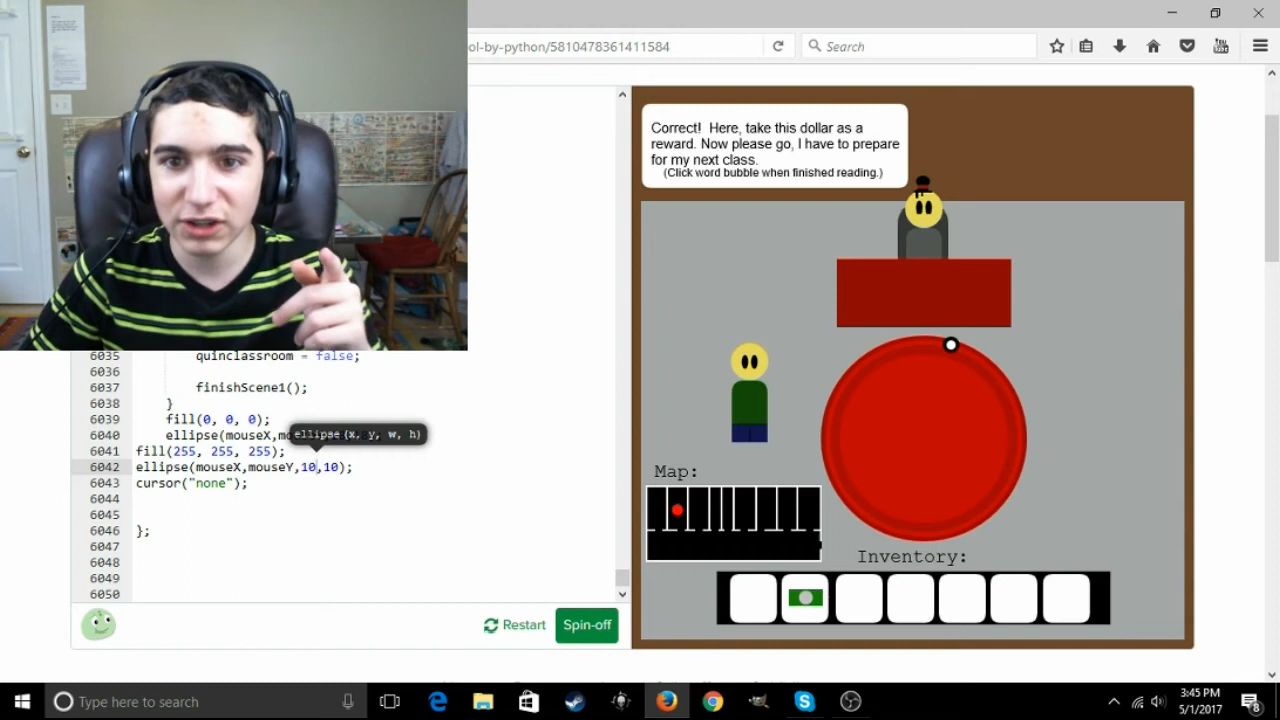 ol-by-python/5810478361411584
Search
Correct! Here, take this dollar as a
reward. Now please go, I have to prepare
for my next class.
(Click word bubble when finished reading.)
6035 quinclassroom = false;
6036
6037 finishScene1();
6038 }
6039 fill(0, 0, 0);
6040 ellipse(mouseX,mo
ellipse(x, y, w, h)
6041 fill(255, 255, 255);
6042 ellipse(mouseX,mouseY,10,10);
6043 cursor("none");
6044
6045
6046 };
6047
6048
6049
6050
Map:
Inventory:
Restart
Spin-off
Type here to search
3:45 PM
5/1/2017
8